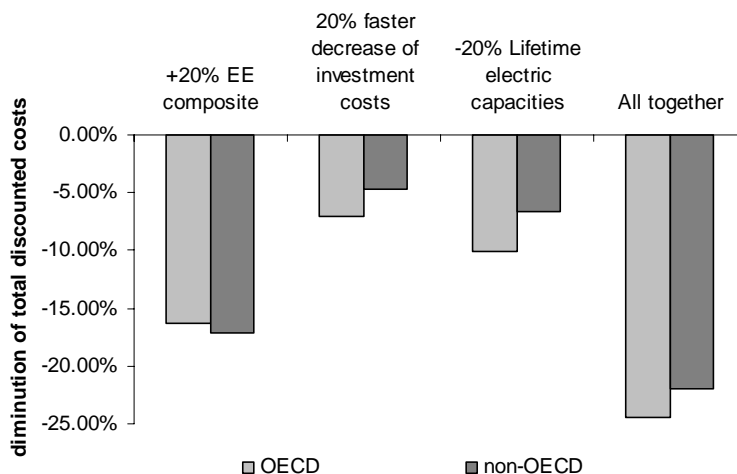 +20% EE
composite
20% faster
decrease of
investment
costs
-20% Lifetime
electric
capacities
All together
diminution of total discounted costs
0.00%
-5.00%
-10.00%
-15.00%
-20.00%
-25.00%
OECD
non-OECD